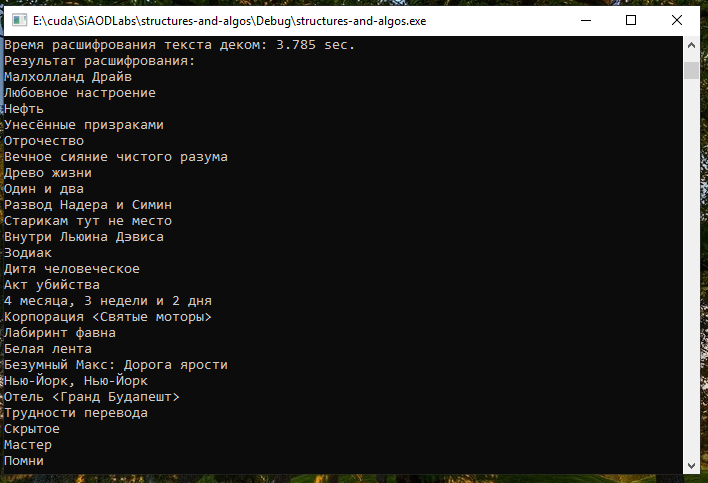 E:\cuda\SiAODLabs\structures-and-algos\Debug\structures-and-algos.exe
Время расшифрования текста деком: 3.785 sec.
Результат расшифрования:
Малхолланд Драйв
Любовное настроение
Нефть
Унесённые призраками
Отрочество
Вечное сияние чистого разума
Древо жизни
Один и два
Развод Надера и Симин
Старикам тут не место
Внутри Льюина Дэвиса
Зодиак
Дитя человеческое
Акт убийства
4 месяца, 3 недели и 2 дня
Корпорация <Святые моторы>
Лабиринт фавна
Белая лента
Безумный Макс: Дорога ярости
Нью-Йорк, Нью-Йорк
Отель <Гранд Будапешт>
Трудности перевода
Скрытое
Мастер
Помни